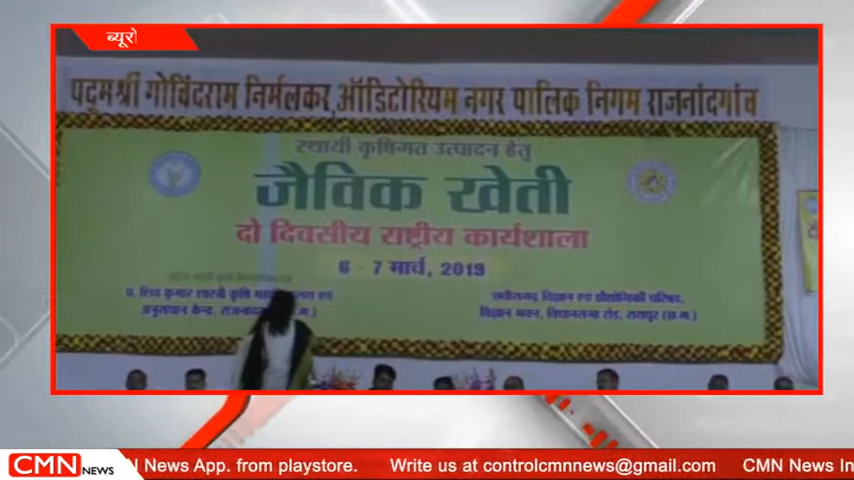 ब्यूरो
पद्मश्री गोविंदराम निर्मलकर, ऑडिटोरियम नगर पालिक निगम राजनांदगांव
स्थायी कृषिगत उत्पादन हेतु
जैविक खेती
दो दिवसीय राष्ट्रीय कार्यशाला
6 - 7 मार्च, 2019
पं. शिव कुमार शास्त्री कृषि एवं
अनुसंधान केन्द्र,
छत्तीसगढ़ विज्ञान एवं प्रौद्योगिकी परिषद,
विज्ञान भवन, विधानसभा रोड, रायपुर (छ.ग.)
CMN NEWS
N News App. from playstore. Write us at controlcmnnews@gmail.com CMN News In